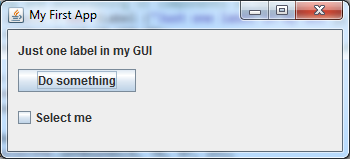 My First App
Just one label in my GUI
Do something
Select me